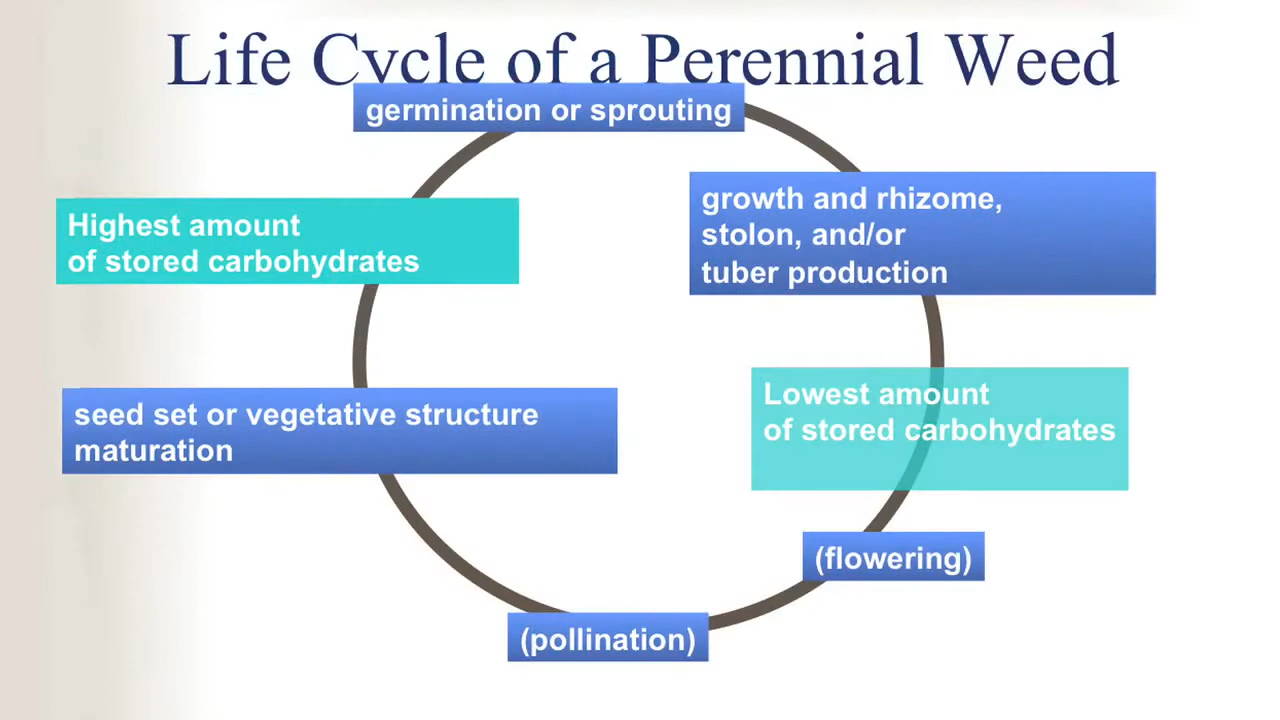 Life Cycle of a Perennial Weed
germination or sprouting
growth and rhizome,
stolon, and/or
tuber production
Lowest amount
of stored carbohydrates
(flowering)
(pollination)
seed set or vegetative structure
maturation
Highest amount
of stored carbohydrates